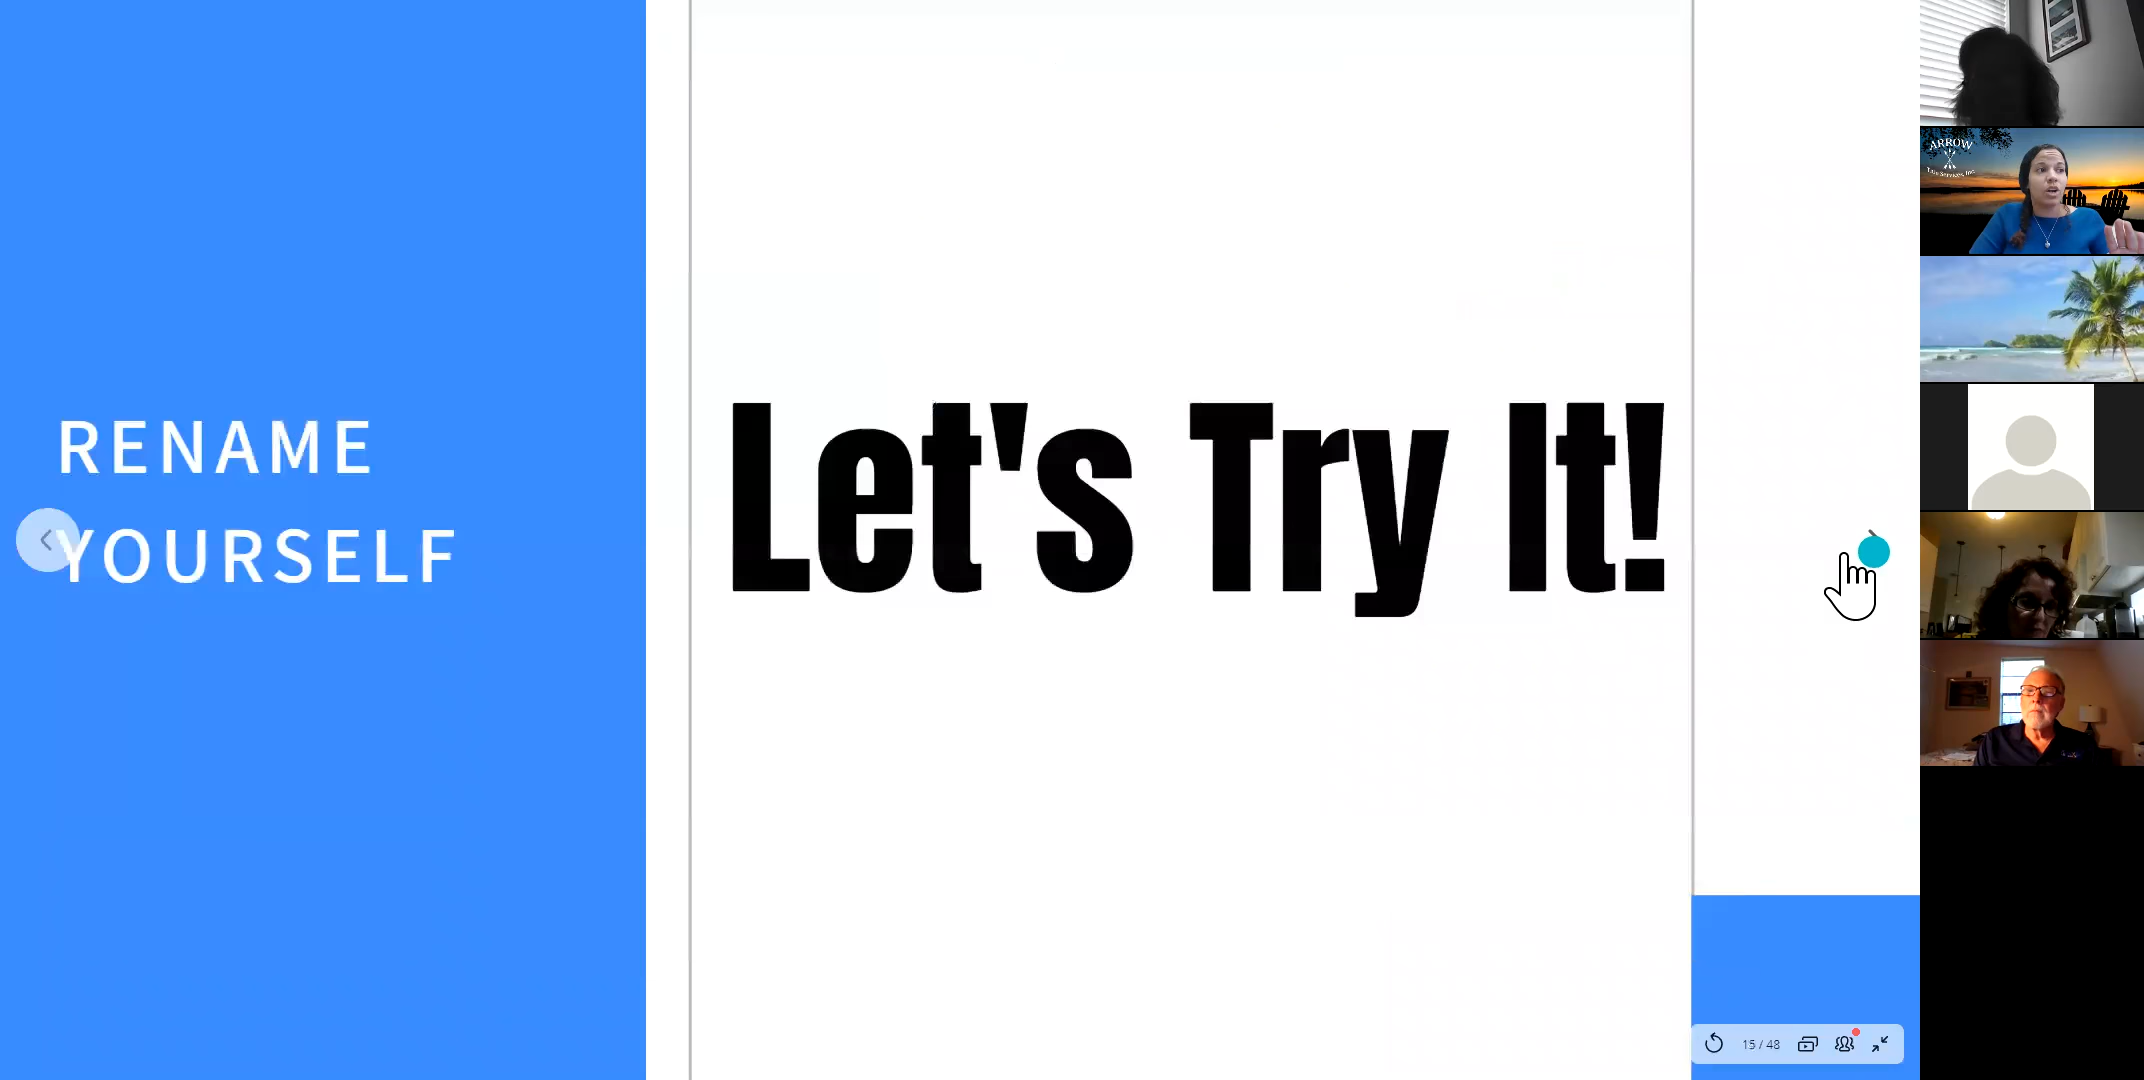 RENAME
YOURSELF
Let's Try It!
15 / 48
ARROW